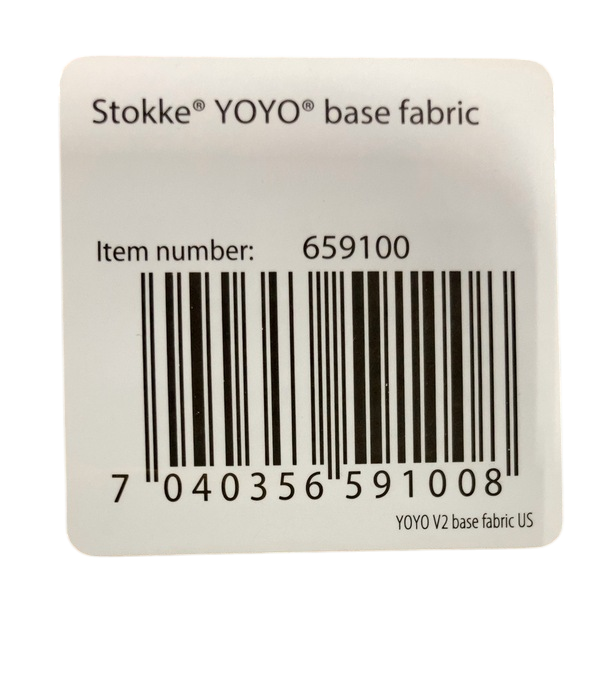 Stokke® YOYO® base fabric
Item number: 659100
7 040356 591008
YOYO V2 base fabric US